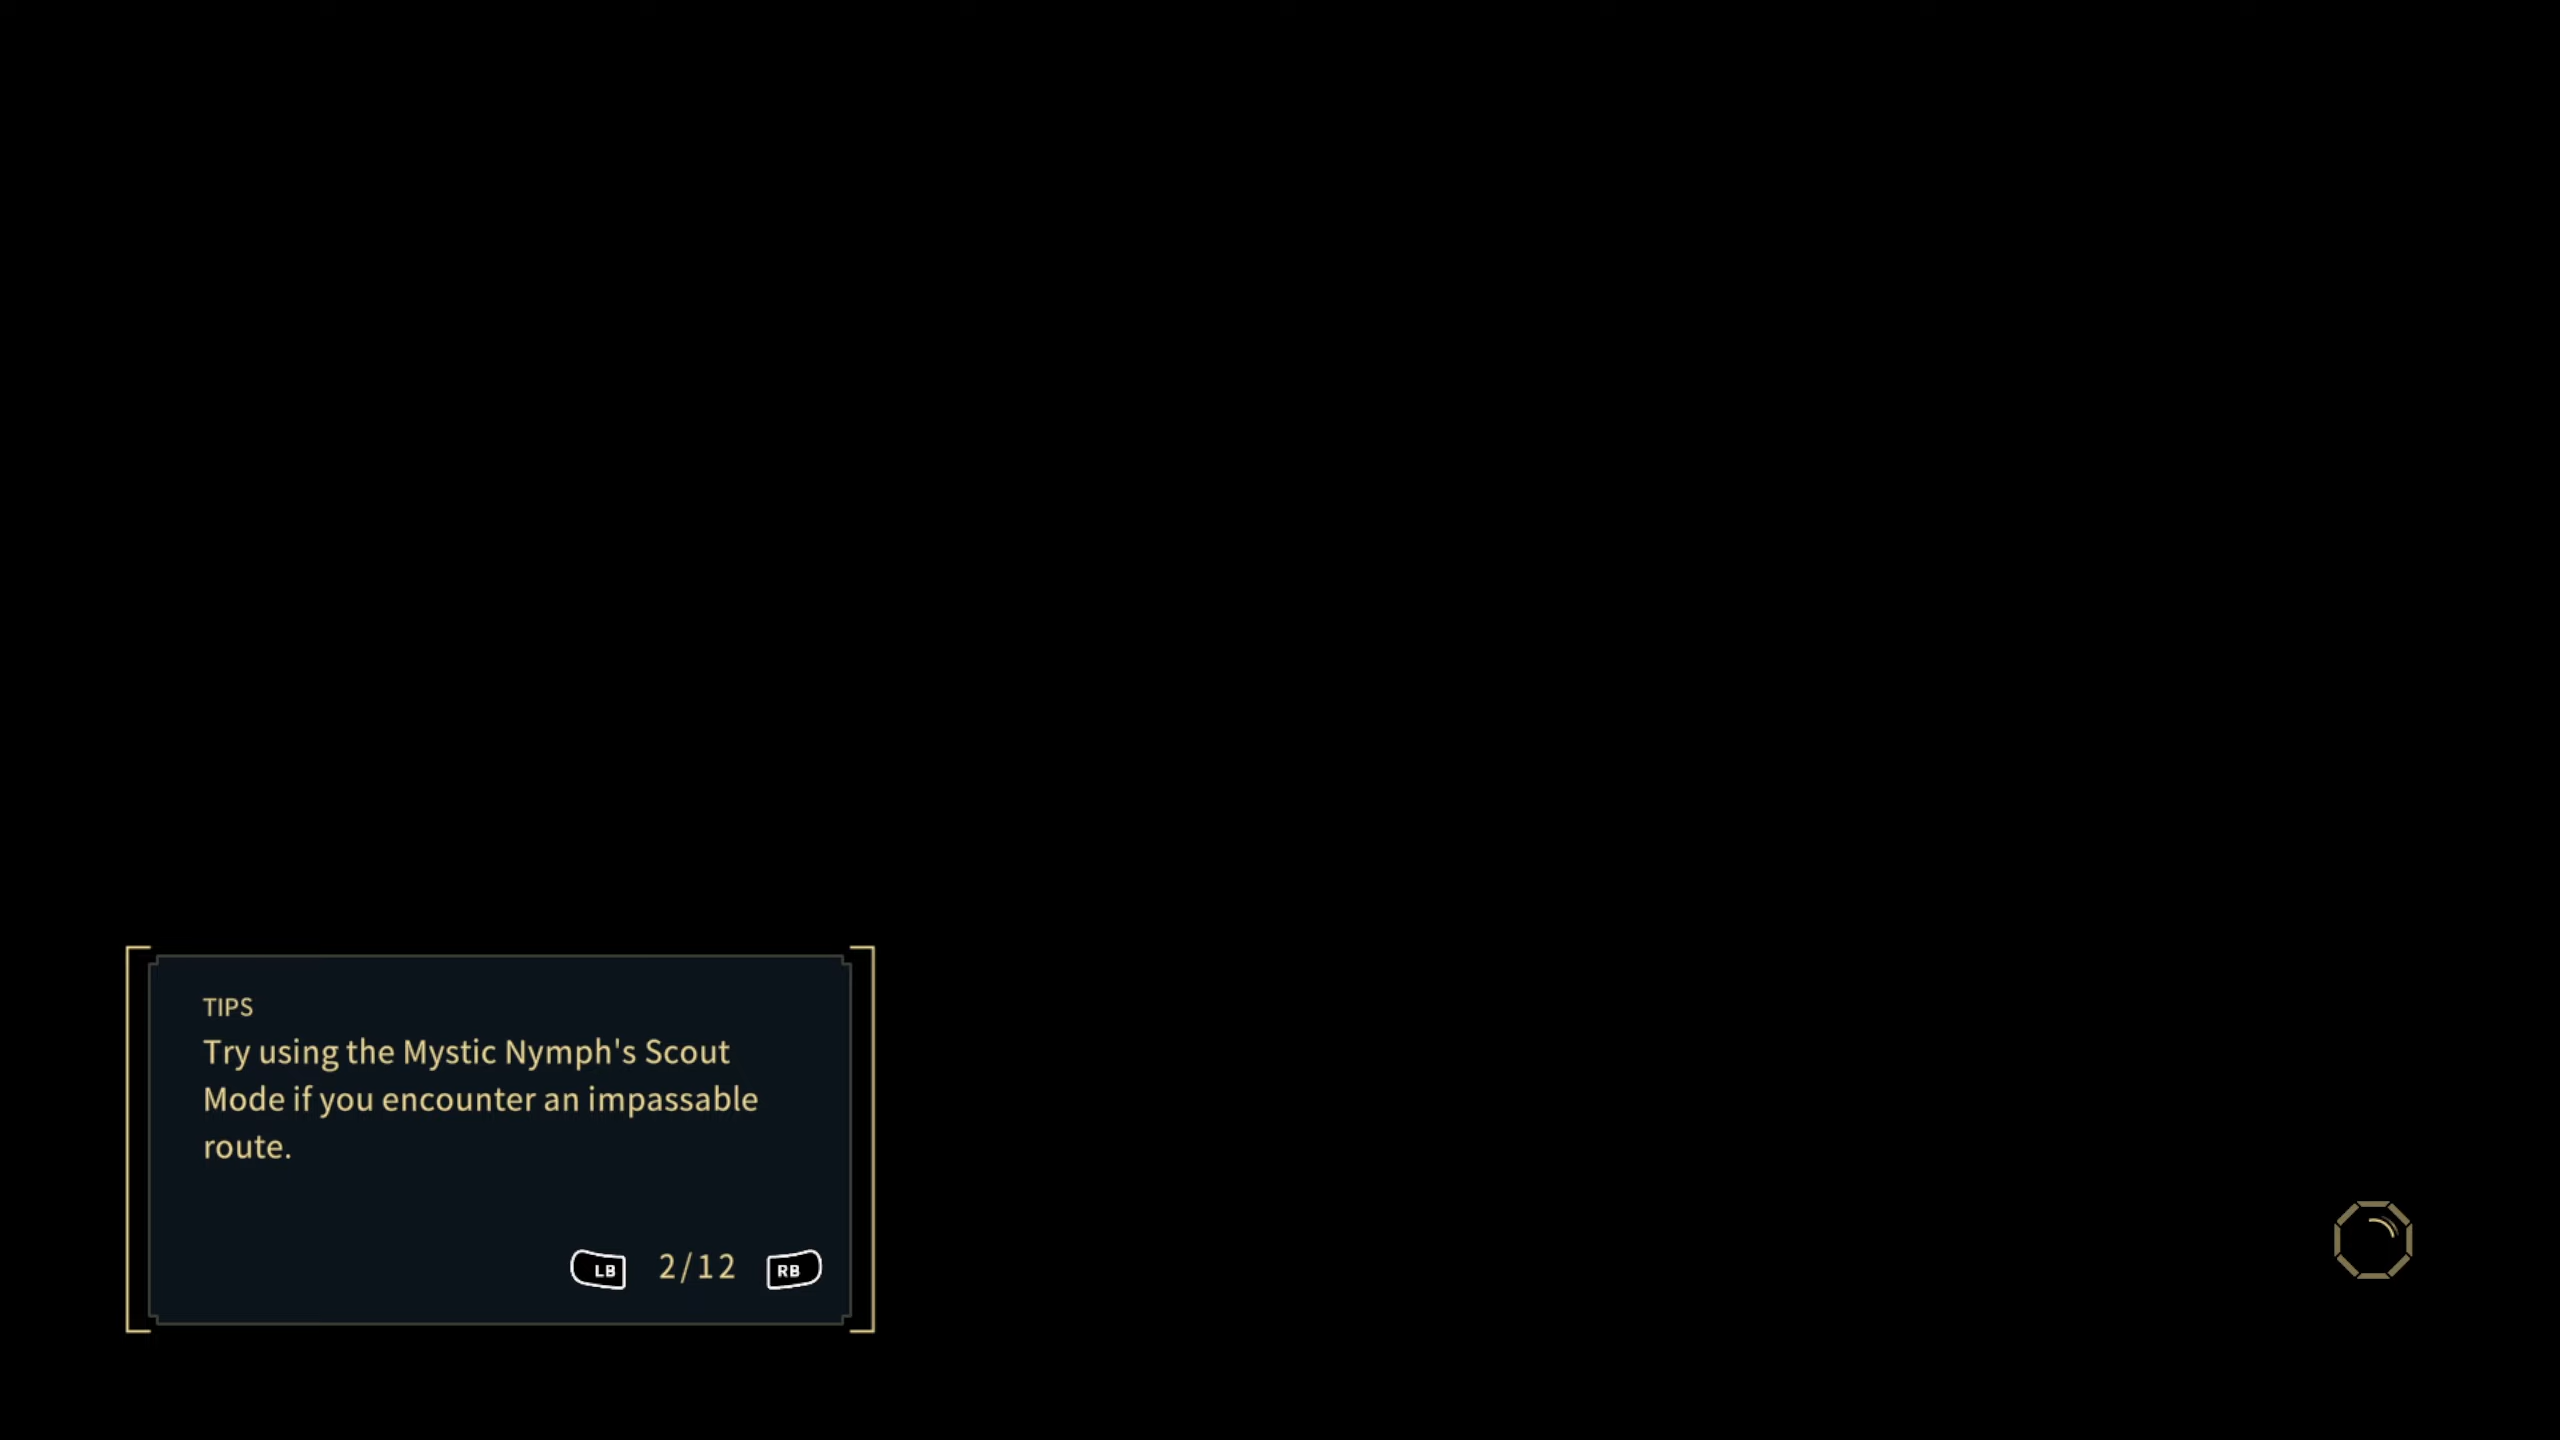 TIPS
Try using the Mystic Nymph's Scout
Mode if you encounter an impassable
route.
LB 2/12 RB